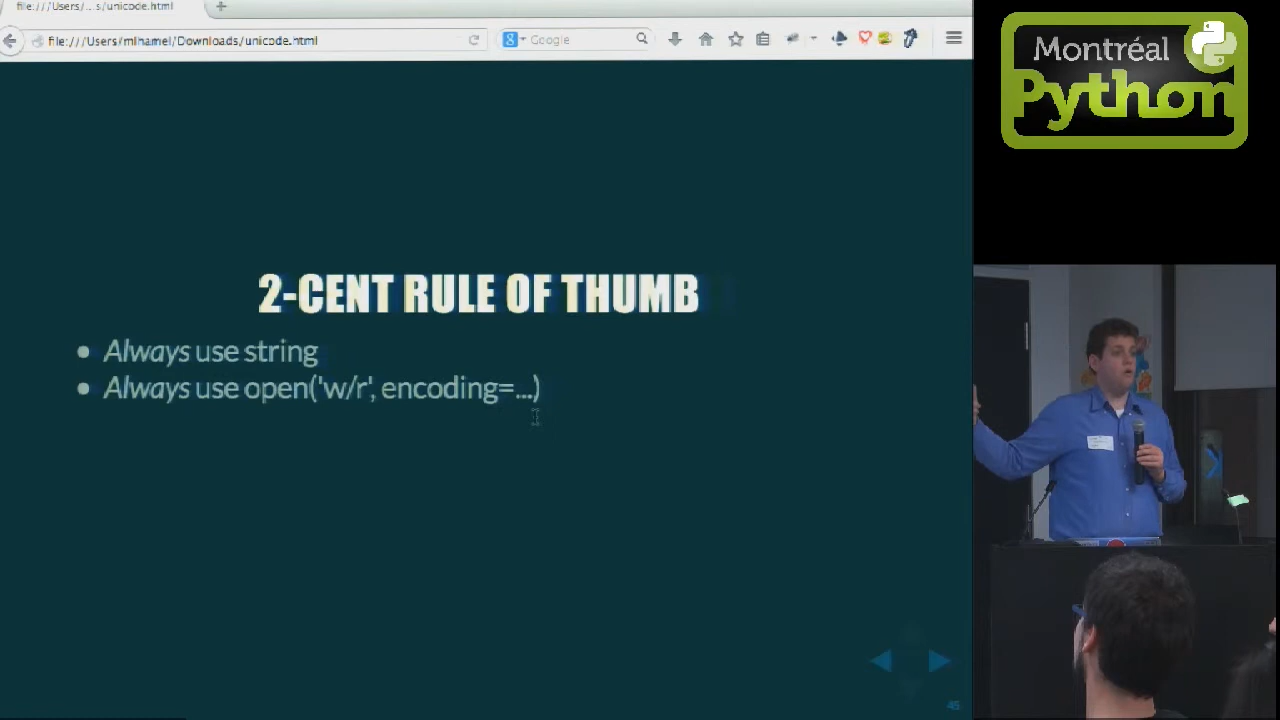 file:///Users/...s/unicode.html
file:///Users/mlhamel/Downloads/unicode.html
Google
2-CENT RULE OF THUMB
Always use string
Always use open('w/r', encoding=...)
45
Montréal
Python